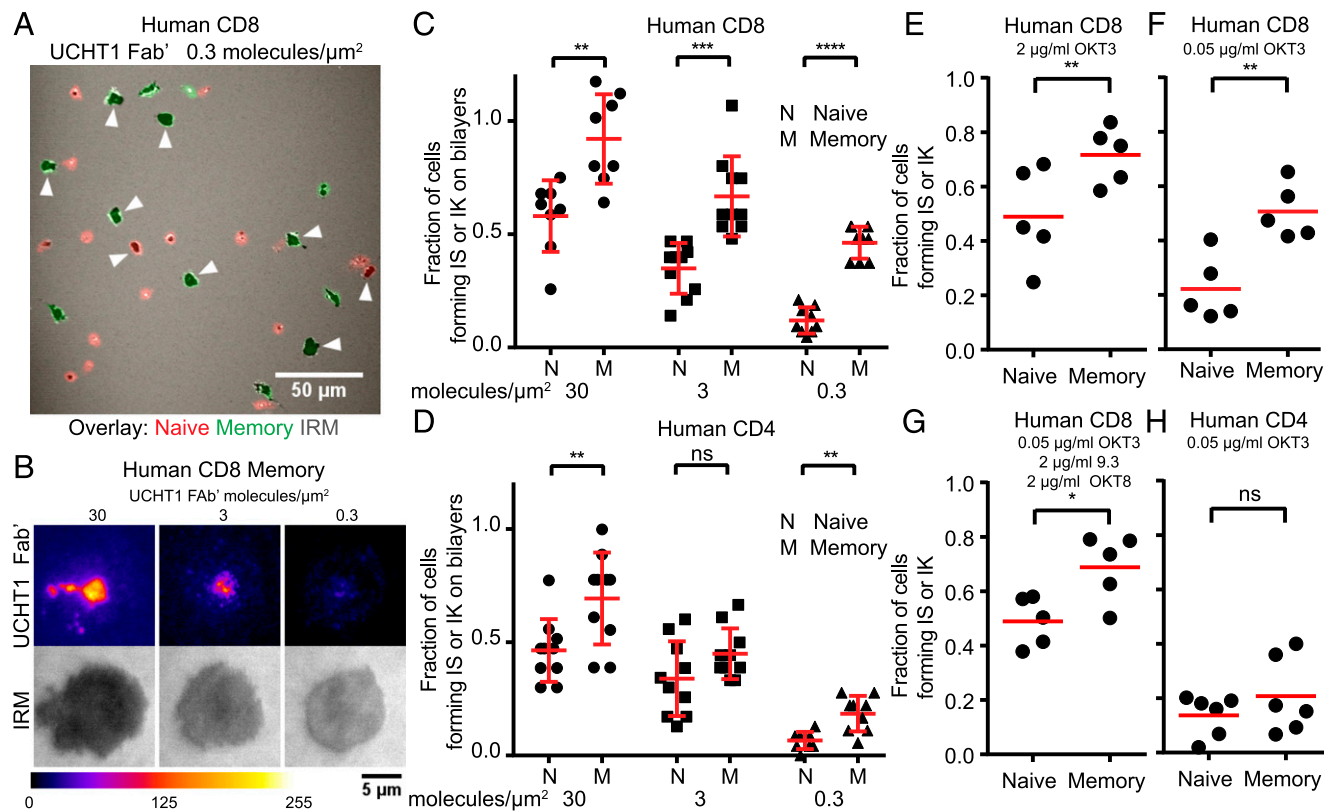 A
Human CD8
UCHT1 Fab' 0.3 molecules/µm²
50 µm
Overlay: Naive Memory IRM
B
Human CD8 Memory
UCHT1 FAb' molecules/µm²
30 3 0.3
UCHT1 Fab'
IRM
0 125 255
5 µm
C
Human CD8
** *** ****
N Naive
M Memory
Fraction of cells
forming IS or IK on bilayers
1.0
0.5
0.0
N M N M N M
molecules/µm² 30 3 0.3
D
Human CD4
** ns **
N Naive
M Memory
Fraction of cells
forming IS or IK on bilayers
1.0
0.5
0.0
N M N M N M
molecules/µm² 30 3 0.3
E
Human CD8
2 µg/ml OKT3
**
Fraction of cells
forming IS or IK
1.0
0.8
0.6
0.4
0.2
0.0
Naive Memory
F
Human CD8
0.05 µg/ml OKT3
**
Naive Memory
G
Human CD8
0.05 µg/ml OKT3
2 µg/ml 9.3
2 µg/ml OKT8
*
Fraction of cells
forming IS or IK
1.0
0.8
0.6
0.4
0.2
0.0
Naive Memory
H
Human CD4
0.05 µg/ml OKT3
ns
Naive Memory